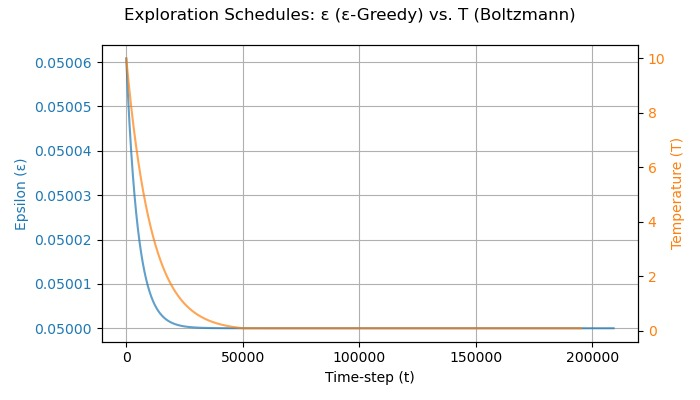 Exploration Schedules: ε (ε-Greedy) vs. T (Boltzmann)
0.05006
0.05005
0.05004
0.05003
0.05002
0.05001
0.05000
Epsilon (ε)
10
8
6
4
2
0
Temperature (T)
0 50000 100000 150000 200000
Time-step (t)